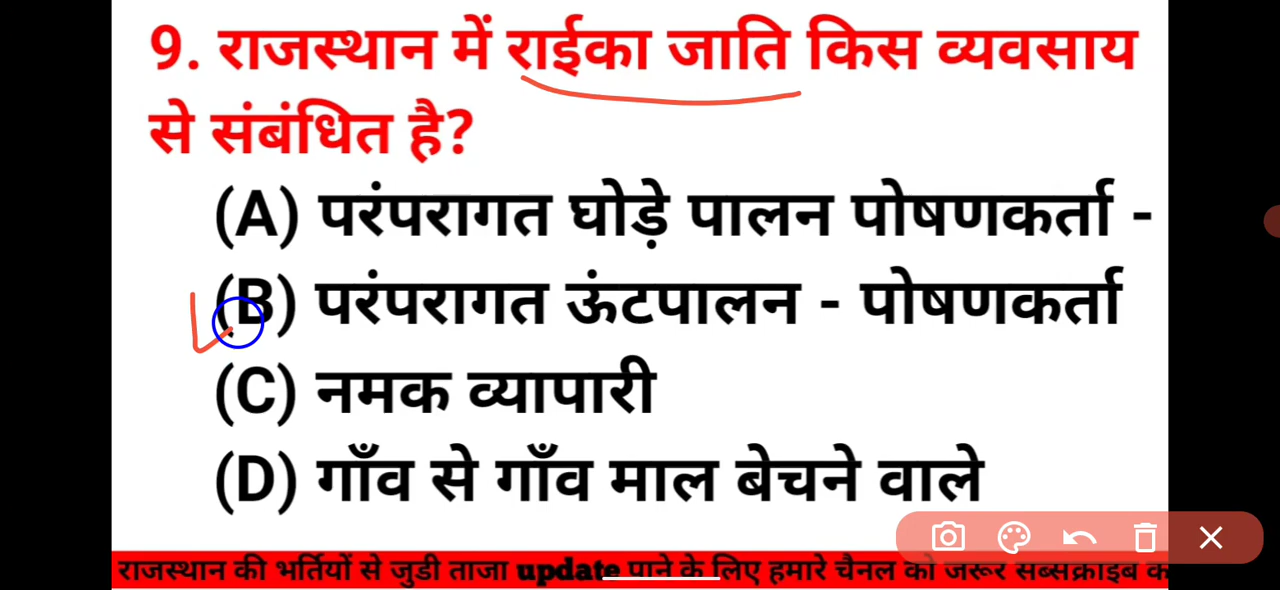 9. राजस्थान में राईका जाति किस व्यवसाय
से संबंधित है?
(A) परंपरागत घोड़े पालन पोषणकर्ता -
(B) परंपरागत ऊंटपालन - पोषणकर्ता
(C) नमक व्यापारी
(D) गाँव से गाँव माल बेचने वाले
राजस्थान की भर्तियों से जुडी ताजा update पाने के लिए हमारे चैनल को जरूर सब्सक्राइब